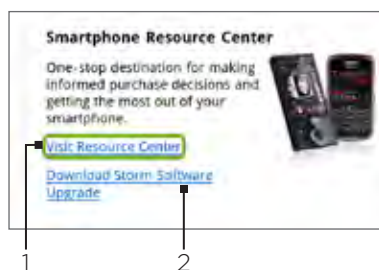 Smartphone Resource Center
One-stop destination for making
informed purchase decisions and
getting the most out of your
smartphone.
Visit Resource Center
Download Storm Software
Upgrade
1
2